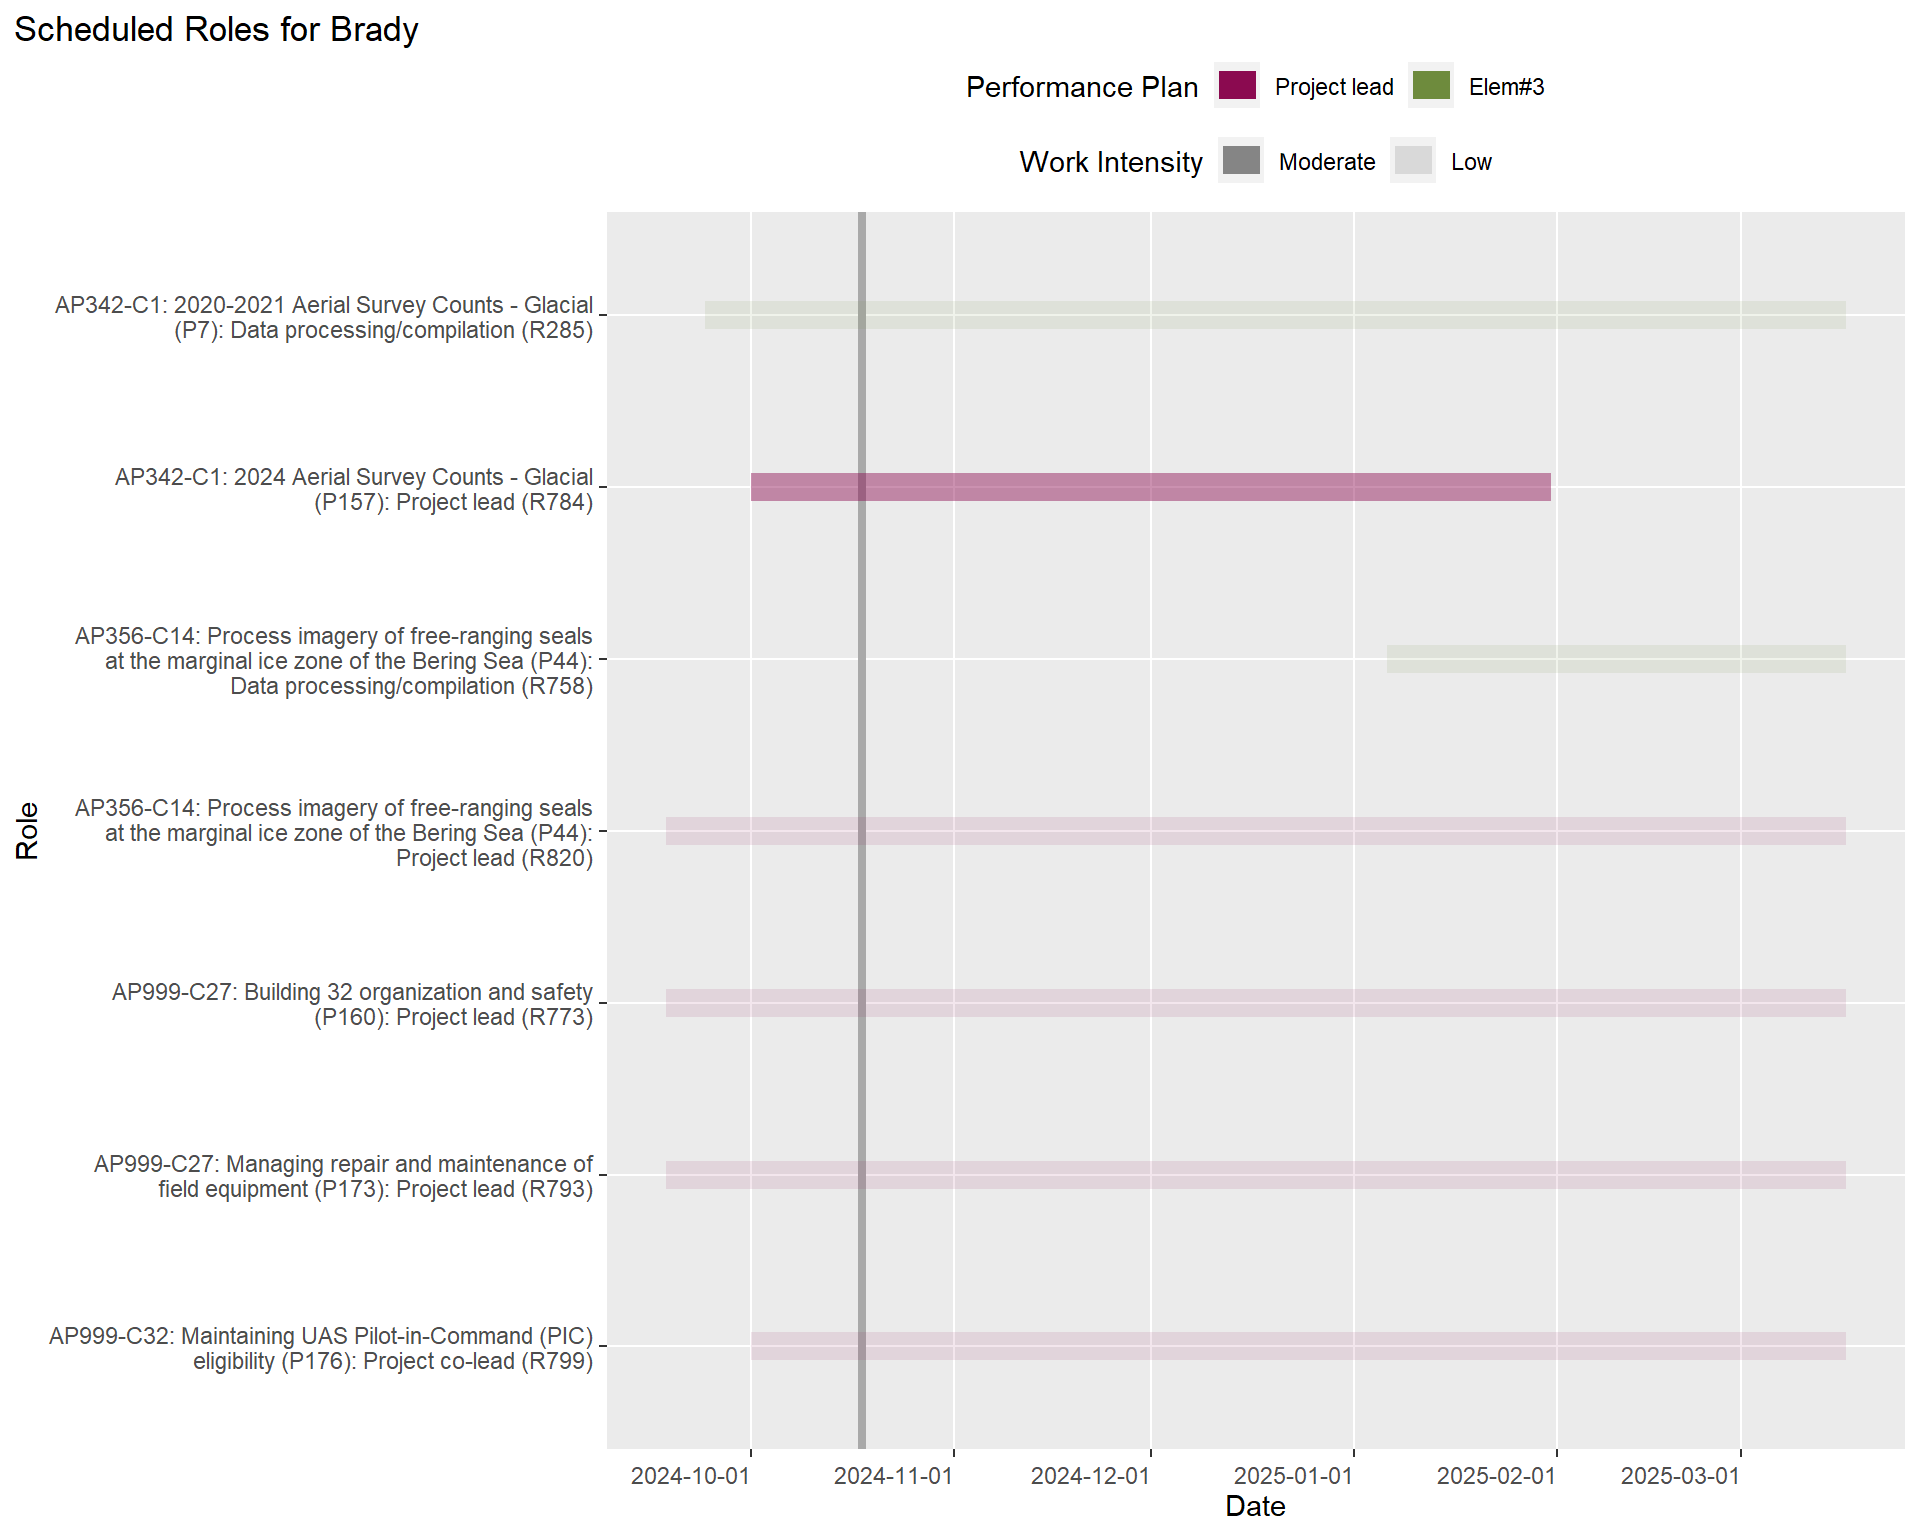 Scheduled Roles for Brady
Performance Plan
Project lead
Elem#3
Work Intensity
Moderate
Low
AP342-C1: 2020-2021 Aerial Survey Counts - Glacial
(P7): Data processing/compilation (R285)
AP342-C1: 2024 Aerial Survey Counts - Glacial
(P157): Project lead (R784)
AP356-C14: Process imagery of free-ranging seals
at the marginal ice zone of the Bering Sea (P44):
Data processing/compilation (R758)
AP356-C14: Process imagery of free-ranging seals
at the marginal ice zone of the Bering Sea (P44):
Project lead (R820)
AP999-C27: Building 32 organization and safety
(P160): Project lead (R773)
AP999-C27: Managing repair and maintenance of
field equipment (P173): Project lead (R793)
AP999-C32: Maintaining UAS Pilot-in-Command (PIC)
eligibility (P176): Project co-lead (R799)
Role
2024-10-01
2024-11-01
2024-12-01
2025-01-01
2025-02-01
2025-03-01
Date